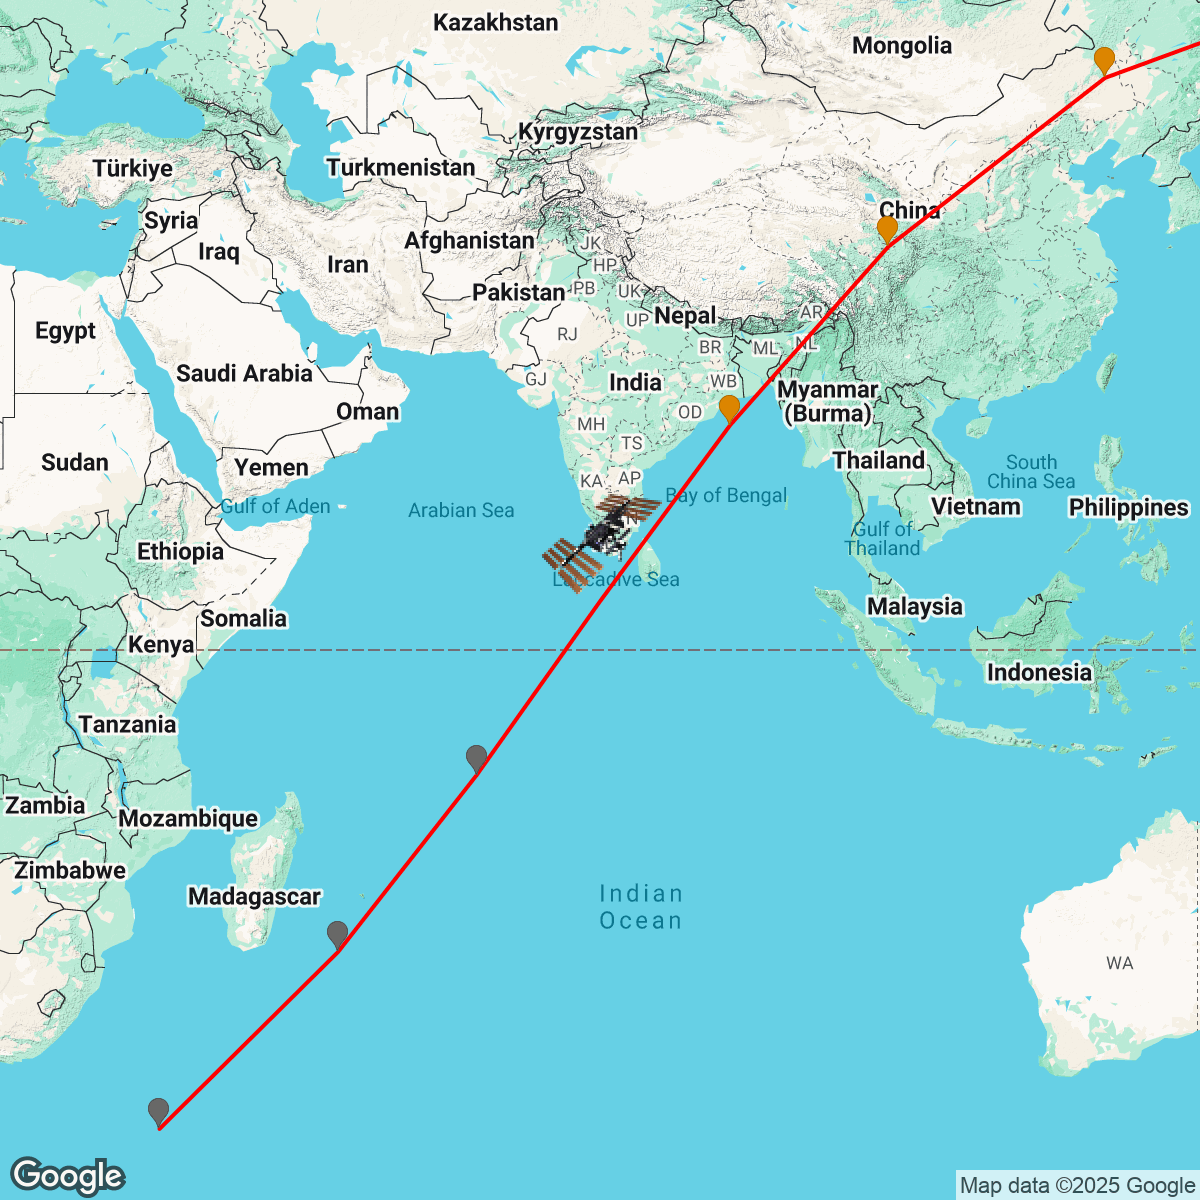 Kazakhstan
Mongolia
Kyrgyzstan
Türkiye
Turkmenistan
Syria
China
Afghanistan
JK
Iraq
Iran
HP
Pakistan
PB
UK
Nepal
AR
UP
Egypt
RJ
BR
ML
NL
Saudi Arabia
GJ
India
WB
Myanmar
(Burma)
Oman
OD
MH
TS
Sudan
Yemen
KA
AP
Thailand
South
China Sea
Bay of Bengal
Gulf of Aden
Arabian Sea
Vietnam
Philippines
Gulf of
Thailand
Ethiopia
Laccadive Sea
Malaysia
Somalia
Kenya
Indonesia
Tanzania
Zambia
Mozambique
Zimbabwe
Madagascar
Indian
Ocean
WA
Google
Map data ©2025 Google